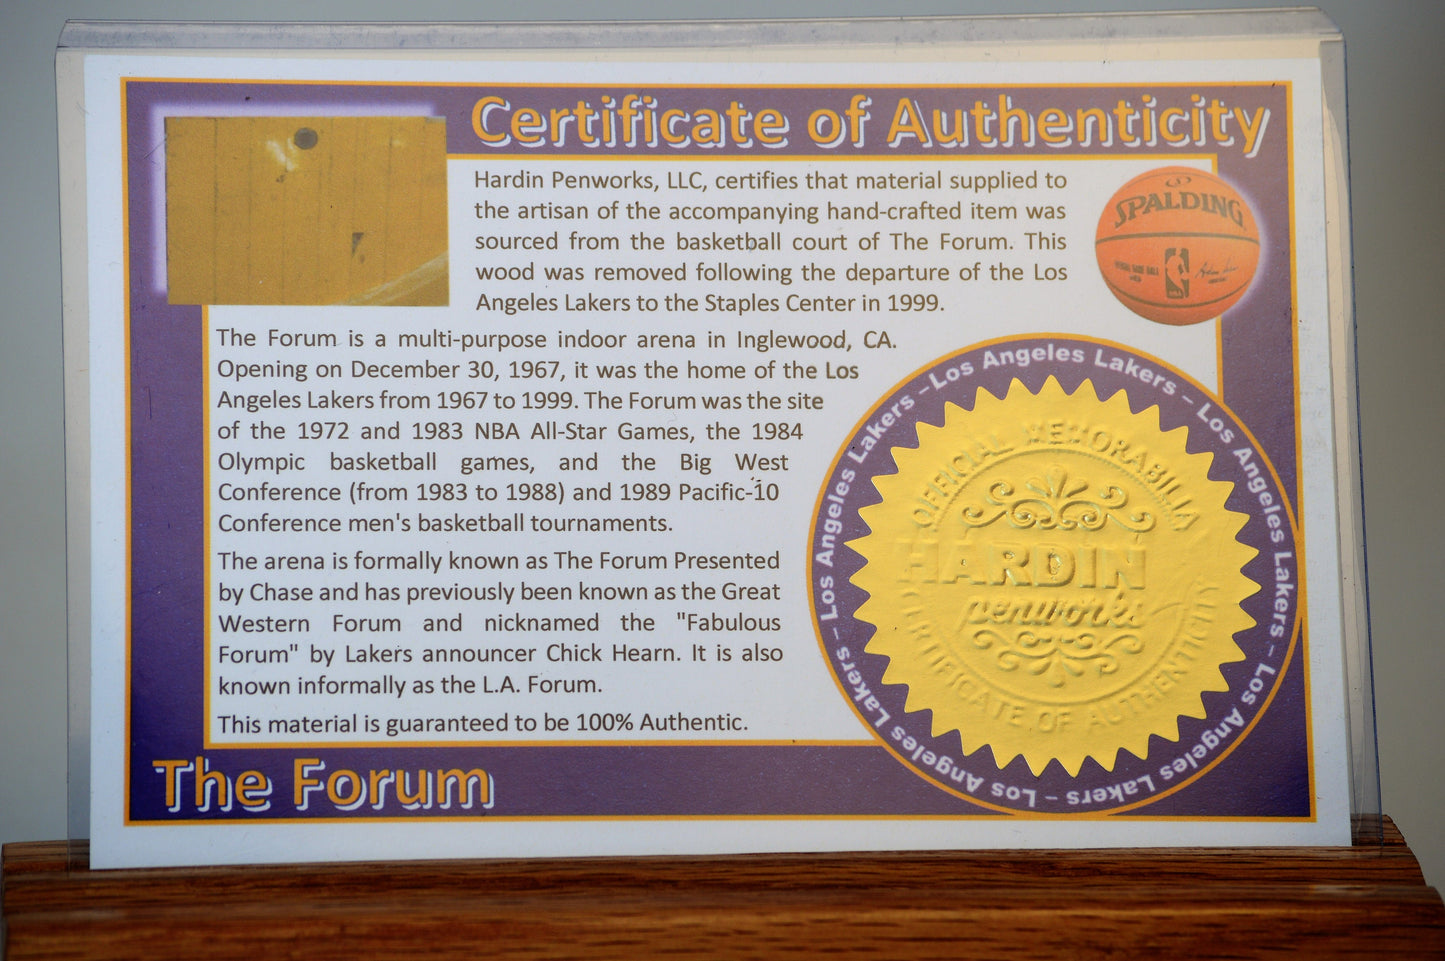 Certificate of Authenticity
Hardin Penworks, LLC, certifies that material supplied to
the artisan of the accompanying hand-crafted item was
sourced from the basketball court of The Forum. This
wood was removed following the departure of the Los
Angeles Lakers to the Staples Center in 1999.
SPALDING
The Forum is a multi-purpose indoor arena in Inglewood, CA.
Opening on December 30, 1967, it was the home of the Los
Angeles Lakers from 1967 to 1999. The Forum was the site
of the 1972 and 1983 NBA All-Star Games, the 1984
Olympic basketball games, and the Big West
Conference (from 1983 to 1988) and 1989 Pacific-10
Conference men's basketball tournaments.
The arena is formally known as The Forum Presented
by Chase and has previously been known as the Great
Western Forum and nicknamed the "Fabulous
Forum" by Lakers announcer Chick Hearn. It is also
known informally as the L.A. Forum.
This material is guaranteed to be 100% Authentic.
Los Angeles Lakers – Los Angeles Lakers – Los Angeles Lakers – Los Angeles Lakers – Los Angeles Lakers – Los Angeles Lakers –
OFFICIAL MEMORABILIA
HARDIN
penworks
CERTIFICATE OF AUTHENTICITY
The Forum